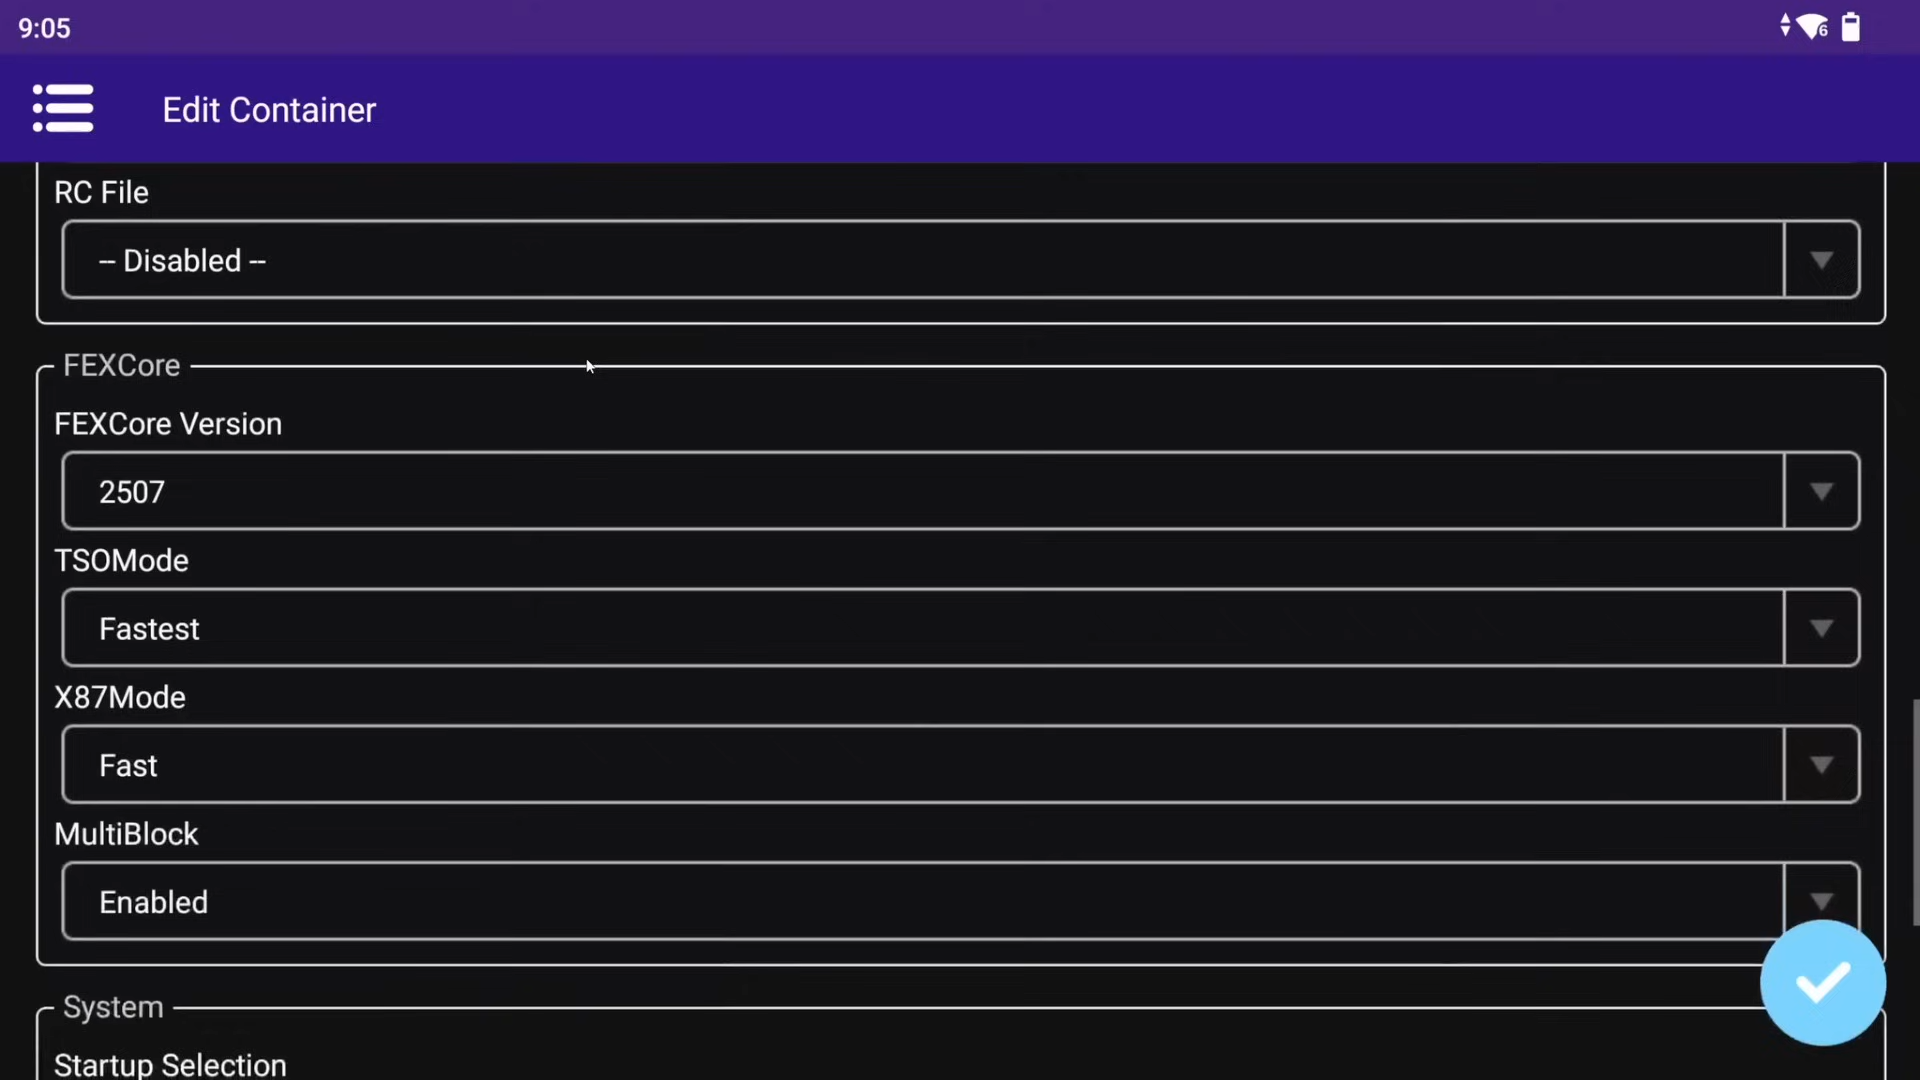 9:05
6
Edit Container
RC File
-- Disabled --
FEXCore
FEXCore Version
2507
TSOMode
Fastest
X87Mode
Fast
MultiBlock
Enabled
System
Startup Selection